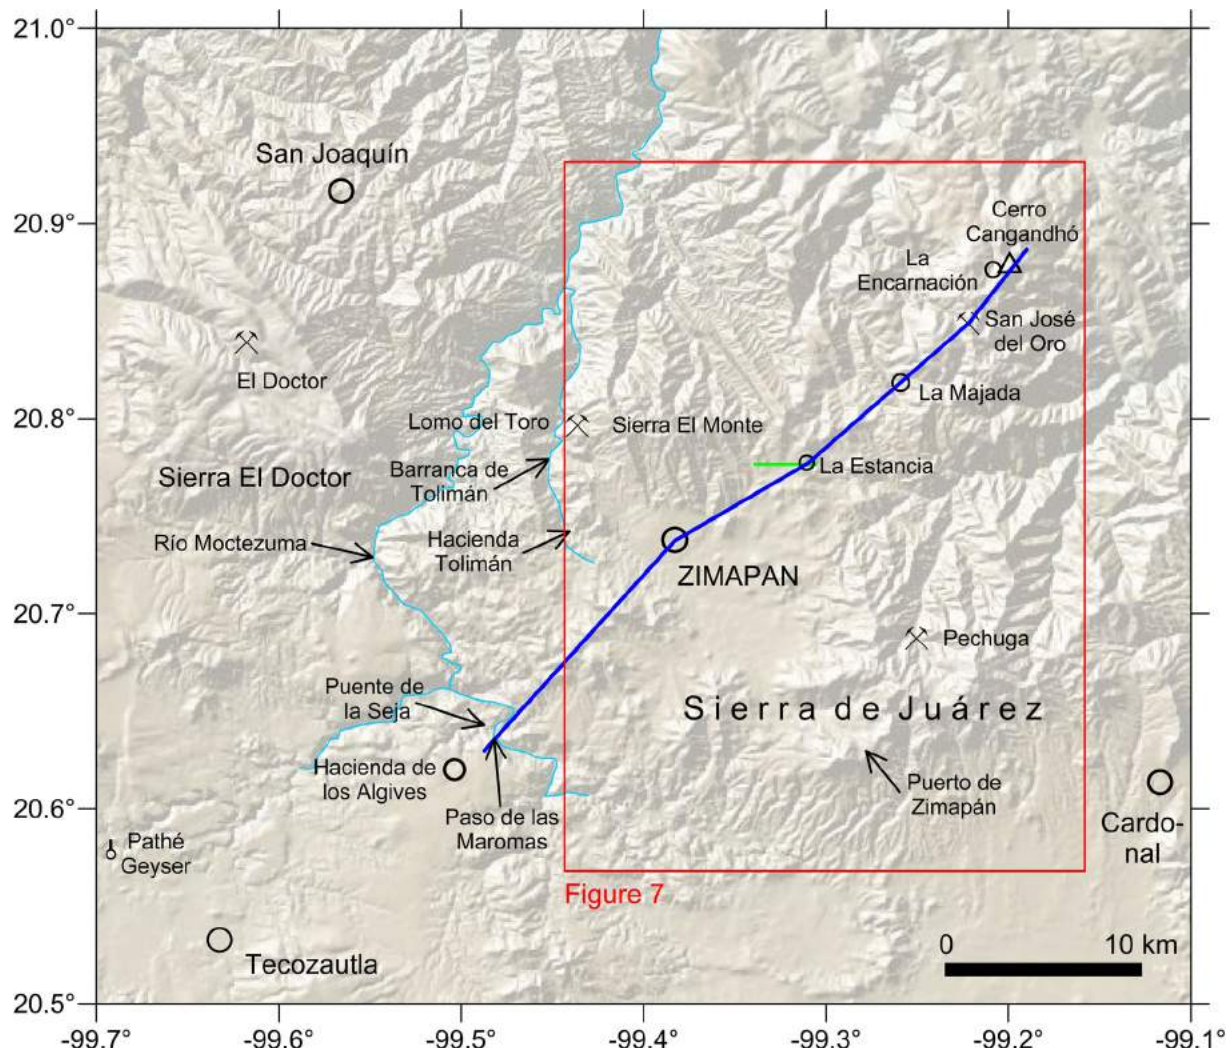 21.0°
San Joaquín
20.9°
Cerro
Cangandhó
La
Encarnación
San José
del Oro
El Doctor
La Majada
20.8°
Lomo del Toro
Sierra El Monte
Barranca de
Tolimán
La Estancia
Sierra El Doctor
Río Moctezuma
Hacienda
Tolimán
ZIMAPAN
20.7°
Pechuga
Puente de
la Seja
Sierra de Juárez
Hacienda de
los Algives
Puerto de
Zimapán
20.6°
Paso de las
Maromas
Cardo-
nal
Pathé
Geyser
Figure 7
Tecozautla
0 10 km
20.5°
-99.7° -99.6° -99.5° -99.4° -99.3° -99.2° -99.1°